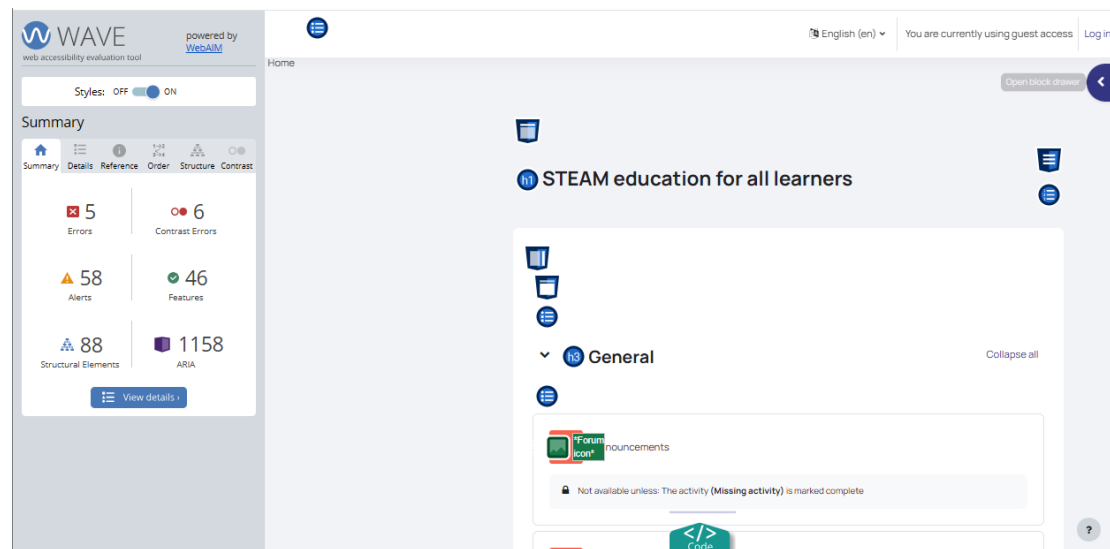 WAVE
powered by
WebAIM
web accessibility evaluation tool
Styles: OFF ON
Summary
Summary Details Reference Order Structure Contrast
5
Errors
6
Contrast Errors
58
Alerts
46
Features
88
Structural Elements
1158
ARIA
View details ›
English (en)
You are currently using guest access
Log in
Home
Open block drawer
h1 STEAM education for all learners
h3 General
Collapse all
*Forum
icon*
nouncements
Not available unless: The activity (Missing activity) is marked complete
</>
Code
?